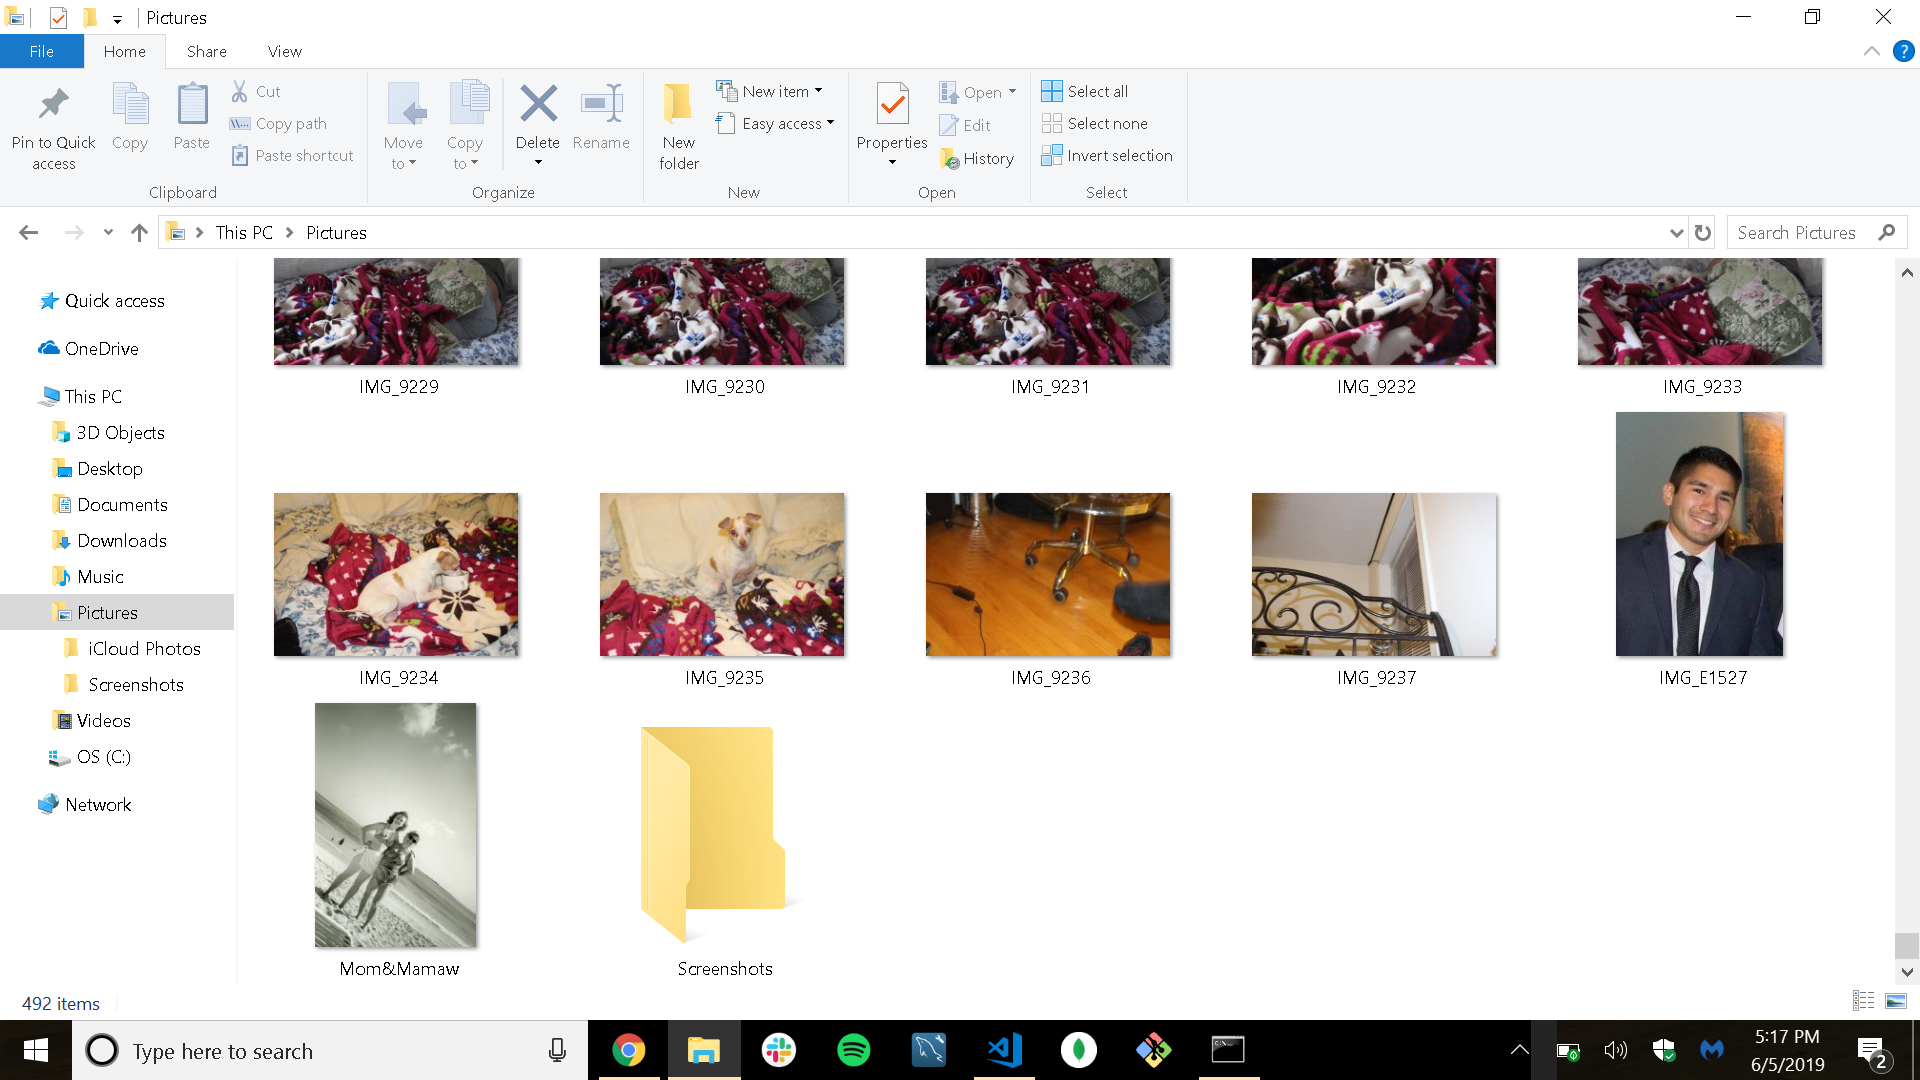 Pictures
File Home Share View
Pin to Quick access
Copy
Paste
Cut
Copy path
Paste shortcut
Clipboard
Move to
Copy to
Delete
Rename
Organize
New folder
New item
Easy access
New
Properties
Open
Edit
History
Open
Select all
Select none
Invert selection
Select
This PC Pictures
Search Pictures
Quick access
OneDrive
This PC
3D Objects
Desktop
Documents
Downloads
Music
Pictures
iCloud Photos
Screenshots
Videos
OS (C:)
Network
IMG_9229 IMG_9230 IMG_9231 IMG_9232 IMG_9233
IMG_9234 IMG_9235 IMG_9236 IMG_9237 IMG_E1527
Mom&Mamaw Screenshots
492 items
Type here to search
5:17 PM
6/5/2019
2